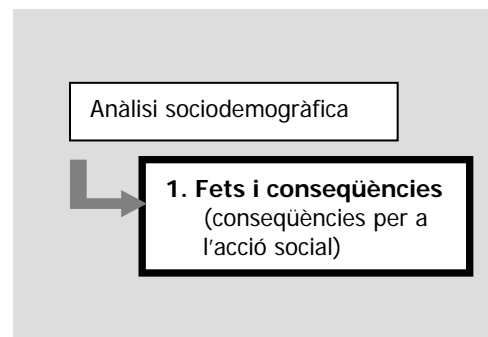 Anàlisi sociodemogràfica
1. Fets i conseqüències
(conseqüències per a
l'acció social)